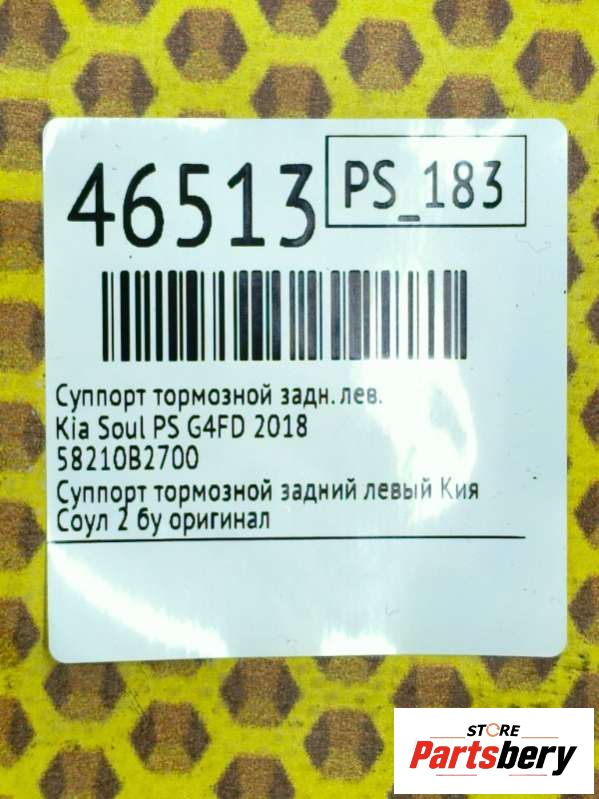 46513
PS_183
Суппорт тормозной задн. лев.
Kia Soul PS G4FD 2018
58210B2700
Суппорт тормозной задний левый Кия
Соул 2 бу оригинал
STORE
Partsbery